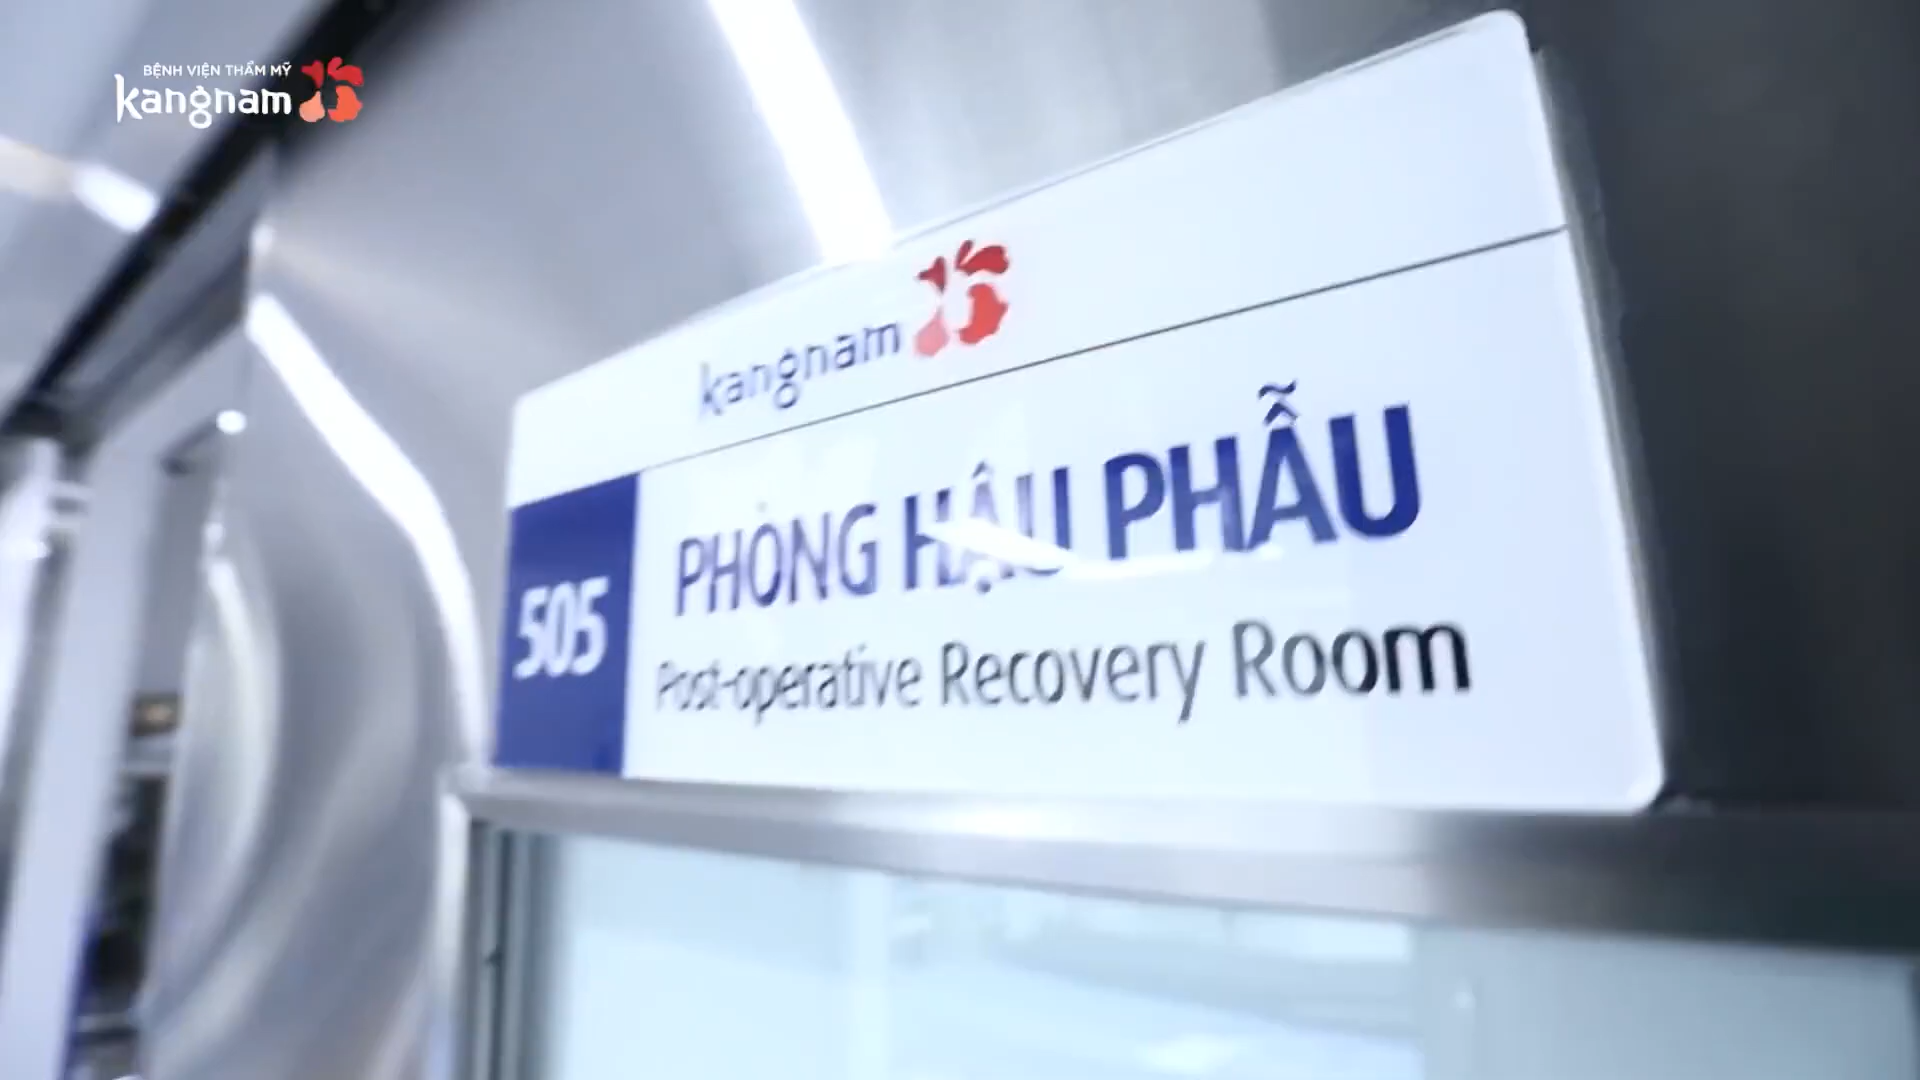 BỆNH VIỆN THẨM MỸ
kangnam
kangnam
505
PHÒNG HẬU PHẪU
Post-operative Recovery Room